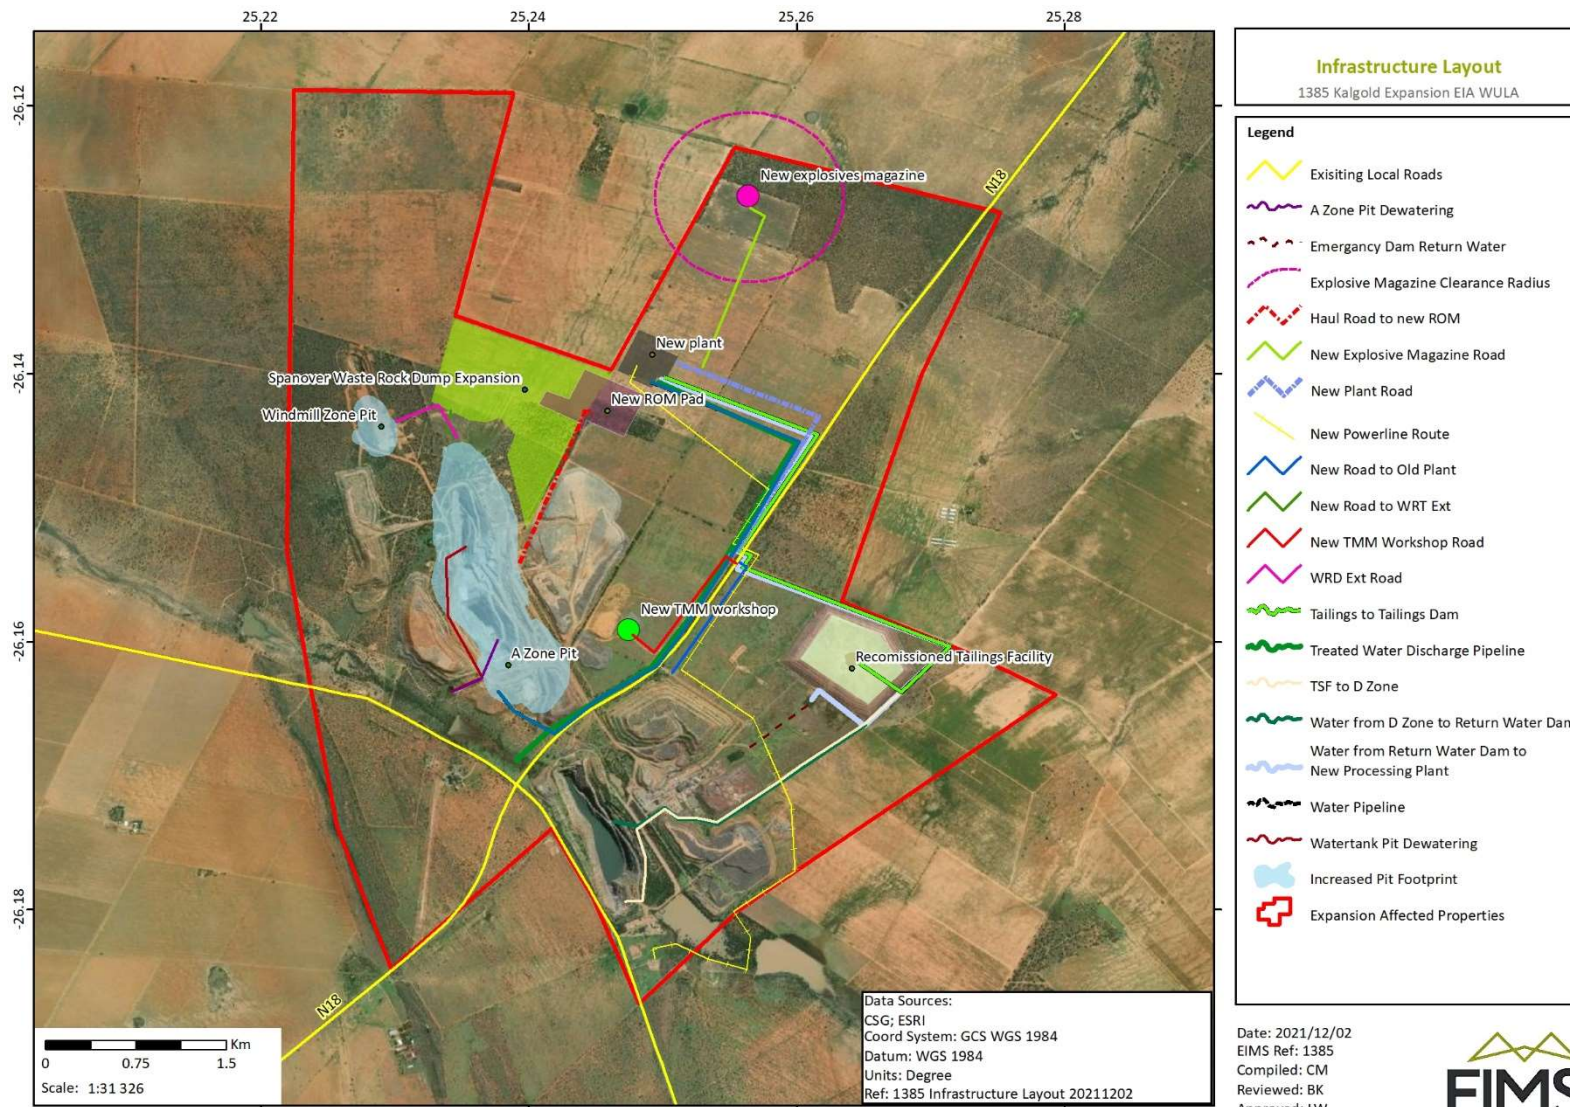 25.22 25.24 25.26 25.28
-26.12
-26.14
-26.16
-26.18
N18
New explosives magazine
New plant
Spanover Waste Rock Dump Expansion
New ROM Pad
Windmill Zone Pit
New TMM workshop
A Zone Pit
Recomissioned Tailings Facility
N18
Km
0 0.75 1.5
Scale: 1:31 326
Data Sources:
CSG; ESRI
Coord System: GCS WGS 1984
Datum: WGS 1984
Units: Degree
Ref: 1385 Infrastructure Layout 20211202
Infrastructure Layout
1385 Kalgold Expansion EIA WULA
Legend
Exisiting Local Roads
A Zone Pit Dewatering
Emergancy Dam Return Water
Explosive Magazine Clearance Radius
Haul Road to new ROM
New Explosive Magazine Road
New Plant Road
New Powerline Route
New Road to Old Plant
New Road to WRT Ext
New TMM Workshop Road
WRD Ext Road
Tailings to Tailings Dam
Treated Water Discharge Pipeline
TSF to D Zone
Water from D Zone to Return Water Dam
Water from Return Water Dam to
New Processing Plant
Water Pipeline
Watertank Pit Dewatering
Increased Pit Footprint
Expansion Affected Properties
Date: 2021/12/02
EIMS Ref: 1385
Compiled: CM
Reviewed: BK
EIMS